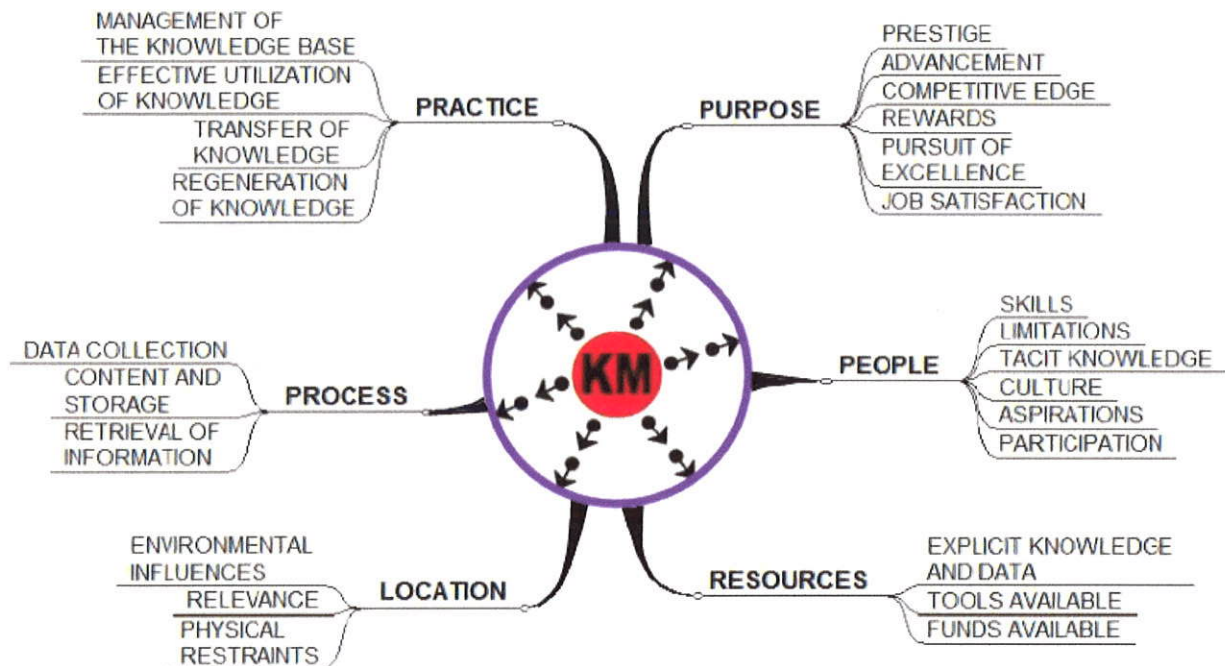 MANAGEMENT OF
THE KNOWLEDGE BASE
EFFECTIVE UTILIZATION
OF KNOWLEDGE
TRANSFER OF
KNOWLEDGE
REGENERATION
OF KNOWLEDGE
PRACTICE
PURPOSE
PRESTIGE
ADVANCEMENT
COMPETITIVE EDGE
REWARDS
PURSUIT OF
EXCELLENCE
JOB SATISFACTION
DATA COLLECTION
CONTENT AND
STORAGE
RETRIEVAL OF
INFORMATION
PROCESS
KM
PEOPLE
SKILLS
LIMITATIONS
TACIT KNOWLEDGE
CULTURE
ASPIRATIONS
PARTICIPATION
ENVIRONMENTAL
INFLUENCES
RELEVANCE
PHYSICAL
RESTRAINTS
LOCATION
RESOURCES
EXPLICIT KNOWLEDGE
AND DATA
TOOLS AVAILABLE
FUNDS AVAILABLE